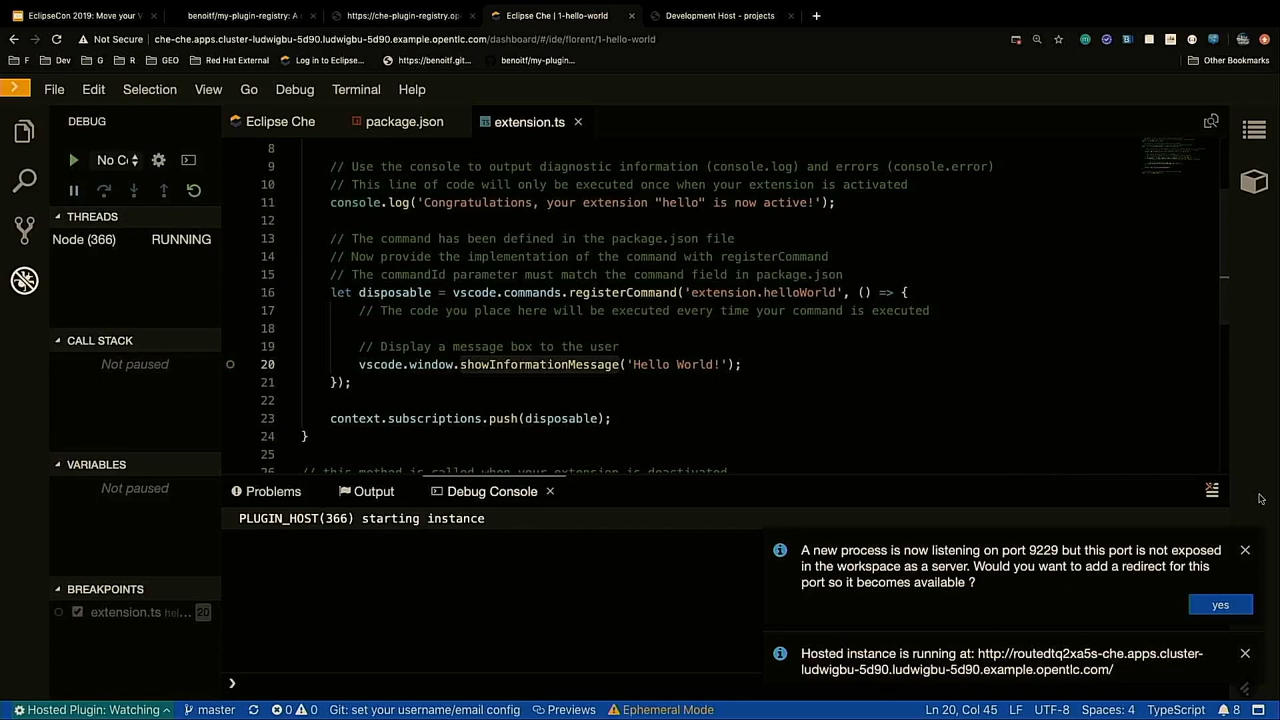 EclipseCon 2019: Move your V
benoitf/my-plugin-registry: A c
https://che-plugin-registry.op
Eclipse Che | 1-hello-world
Development Host - projects
Not Secure
che-che.apps.cluster-ludwigbu-5d90.ludwigbu-5d90.example.opentlc.com/dashboard/#/ide/florent/1-hello-world
F
Dev
G
R
GEO
Red Hat External
Log in to Eclipse...
https://benoitf.git...
benoitf/my-plugin...
Other Bookmarks
File Edit Selection View Go Debug Terminal Help
DEBUG
Eclipse Che
package.json
extension.ts
No C
THREADS
Node (366) RUNNING
CALL STACK
Not paused
VARIABLES
Not paused
BREAKPOINTS
extension.ts hel... 20
8
9 // Use the console to output diagnostic information (console.log) and errors (console.error)
10 // This line of code will only be executed once when your extension is activated
11 console.log('Congratulations, your extension "hello" is now active!');
12
13 // The command has been defined in the package.json file
14 // Now provide the implementation of the command with registerCommand
15 // The commandId parameter must match the command field in package.json
16 let disposable = vscode.commands.registerCommand('extension.helloWorld', () => {
17 // The code you place here will be executed every time your command is executed
18
19 // Display a message box to the user
20 vscode.window.showInformationMessage('Hello World!');
21 });
22
23 context.subscriptions.push(disposable);
24 }
25
26 // this method is called when your extension is deactivated
Problems
Output
Debug Console
PLUGIN_HOST(366) starting instance
A new process is now listening on port 9229 but this port is not exposed
in the workspace as a server. Would you want to add a redirect for this
port so it becomes available ?
yes
Hosted instance is running at: http://routedtq2xa5s-che.apps.cluster-
ludwigbu-5d90.ludwigbu-5d90.example.opentlc.com/
Hosted Plugin: Watching
master
0 0
Git: set your username/email config
Previews
Ephemeral Mode
Ln 20, Col 45
LF
UTF-8
Spaces: 4
TypeScript
8